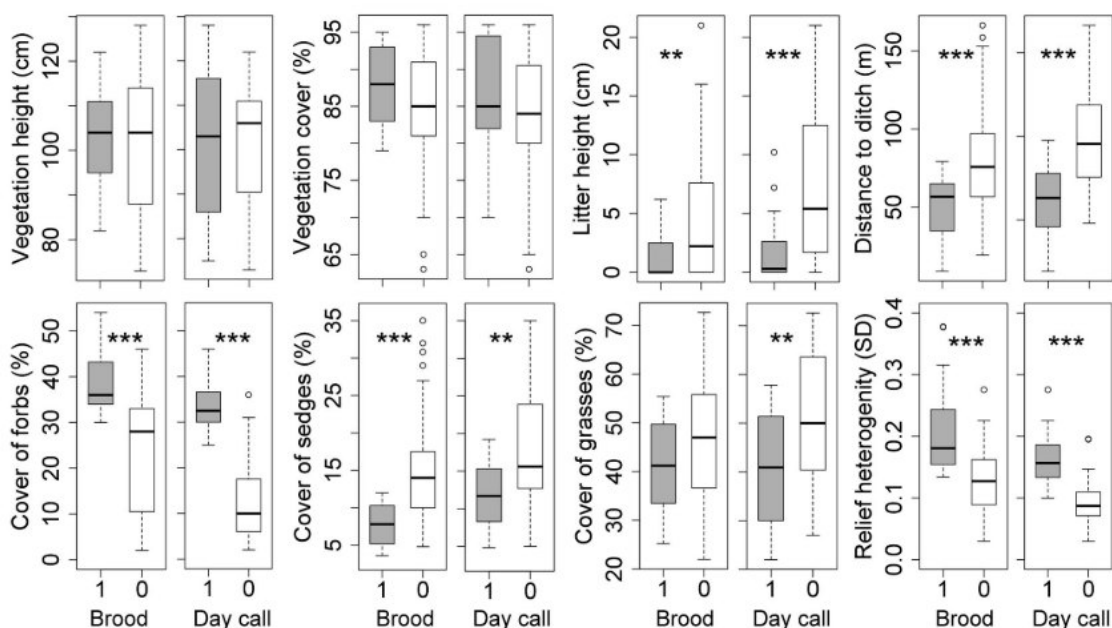 Vegetation height (cm)
80 100 120
Vegetation cover (%)
65 75 85 95
Litter height (cm)
0 5 10 15 20
** ***
Distance to ditch (m)
50 100 150
*** ***
Cover of forbs (%)
0 10 20 30 40 50
*** ***
1 0 1 0
Brood Day call
Cover of sedges (%)
5 15 25 35
*** **
1 0 1 0
Brood Day call
Cover of grasses (%)
20 30 40 50 60 70
**
1 0 1 0
Brood Day call
Relief heterogenity (SD)
0.0 0.1 0.2 0.3 0.4
*** ***
1 0 1 0
Brood Day call